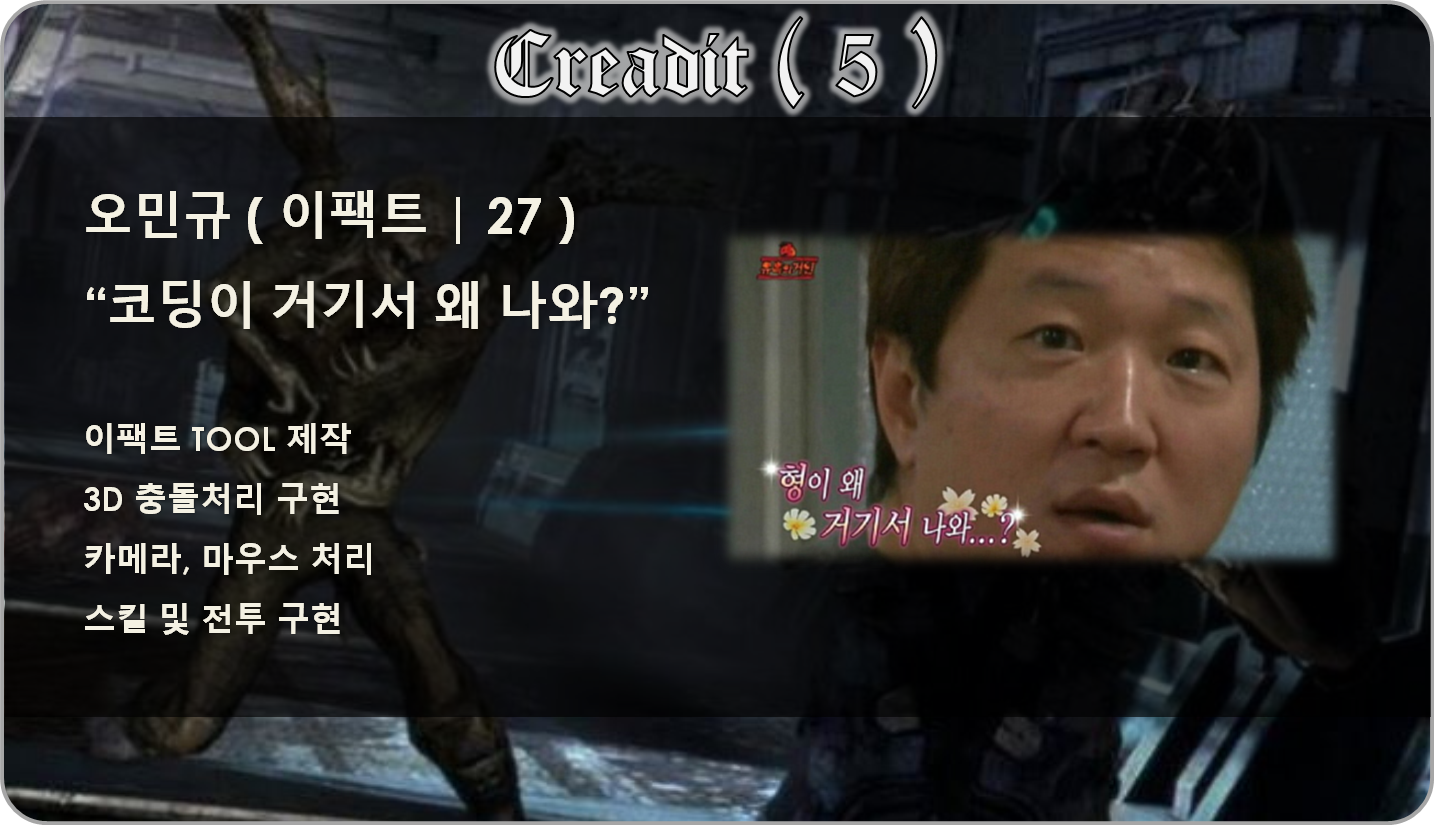 Creadit ( 5 )
오민규 ( 이팩트 | 27 )
“코딩이 거기서 왜 나와?”
이팩트 TOOL 제작
3D 충돌처리 구현
카메라, 마우스 처리
스킬 및 전투 구현
형이 왜
거기서 나와...?